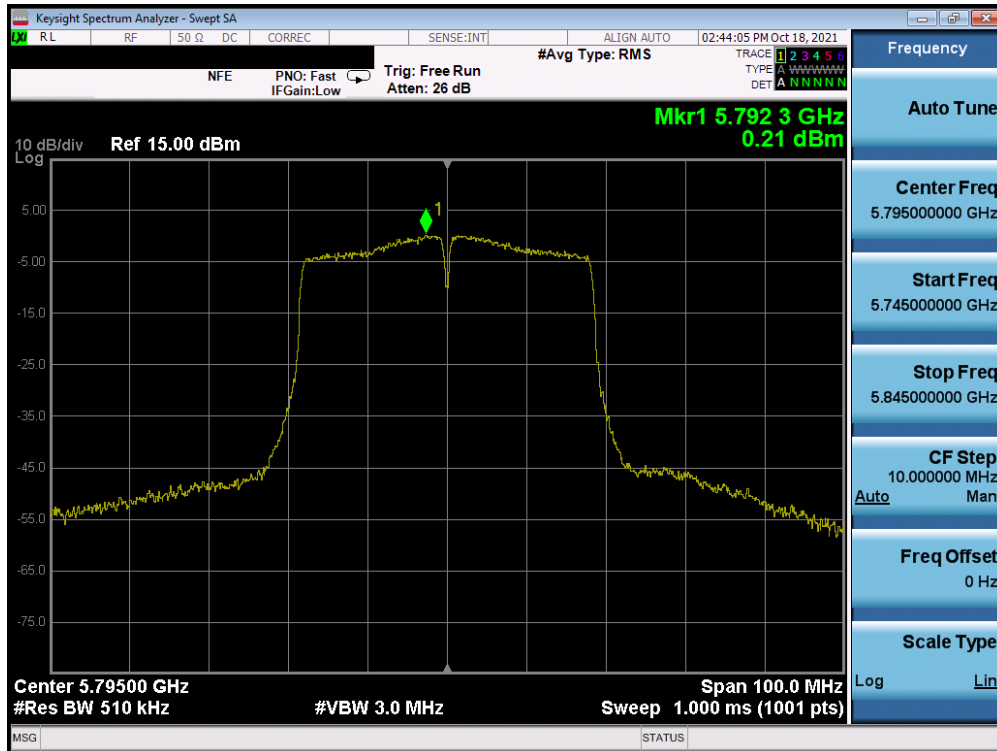 Keysight Spectrum Analyzer - Swept SA
LXI RL RF 50 Ω DC CORREC SENSE:INT ALIGN AUTO 02:44:05 PM Oct 18, 2021 Frequency
#Avg Type: RMS TRACE 1 2 3 4 5 6
NFE PNO: Fast Trig: Free Run TYPE A WWWWW
IFGain:Low Atten: 26 dB DET A N N N N N
Auto Tune
Mkr1 5.792 3 GHz
0.21 dBm
10 dB/div Ref 15.00 dBm
Log
Center Freq
5.795000000 GHz
1
5.00
-5.00
Start Freq
5.745000000 GHz
-15.0
-25.0
Stop Freq
5.845000000 GHz
-35.0
-45.0
CF Step
10.000000 MHz
Auto Man
-55.0
Freq Offset
0 Hz
-65.0
-75.0
Scale Type
Log Lin
Center 5.79500 GHz Span 100.0 MHz
#Res BW 510 kHz #VBW 3.0 MHz Sweep 1.000 ms (1001 pts)
MSG STATUS